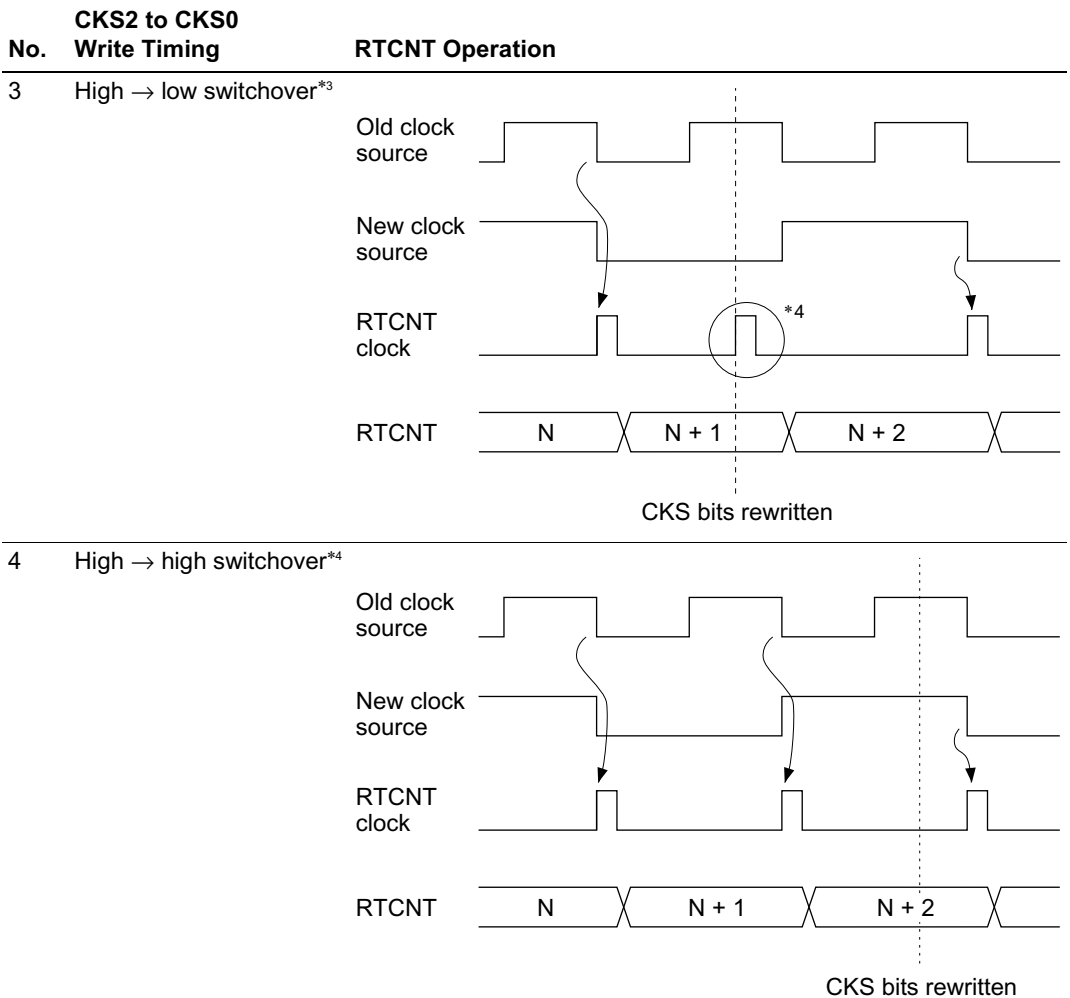 CKS2 to CKS0
No. Write Timing RTCNT Operation
3 High → low switchover*3
Old clock
source
New clock
source
RTCNT
clock
*4
RTCNT N N + 1 N + 2
CKS bits rewritten
4 High → high switchover*4
Old clock
source
New clock
source
RTCNT
clock
RTCNT N N + 1 N + 2
CKS bits rewritten